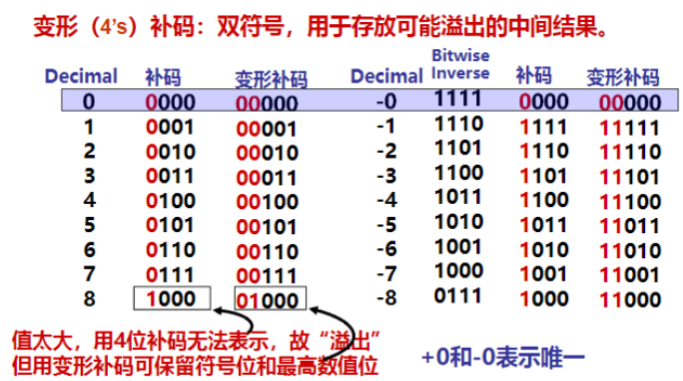 变形（4’s）补码：双符号，用于存放可能溢出的中间结果。
Decimal 补码 变形补码 Decimal Bitwise Inverse 补码 变形补码
0 0000 00000 -0 1111 0000 00000
1 0001 00001 -1 1110 1111 11111
2 0010 00010 -2 1101 1110 11110
3 0011 00011 -3 1100 1101 11101
4 0100 00100 -4 1011 1100 11100
5 0101 00101 -5 1010 1011 11011
6 0110 00110 -6 1001 1010 11010
7 0111 00111 -7 1000 1001 11001
8 1000 01000 -8 0111 1000 11000
值太大，用4位补码无法表示，故“溢出”
但用变形补码可保留符号位和最高数值位
+0和-0表示唯一